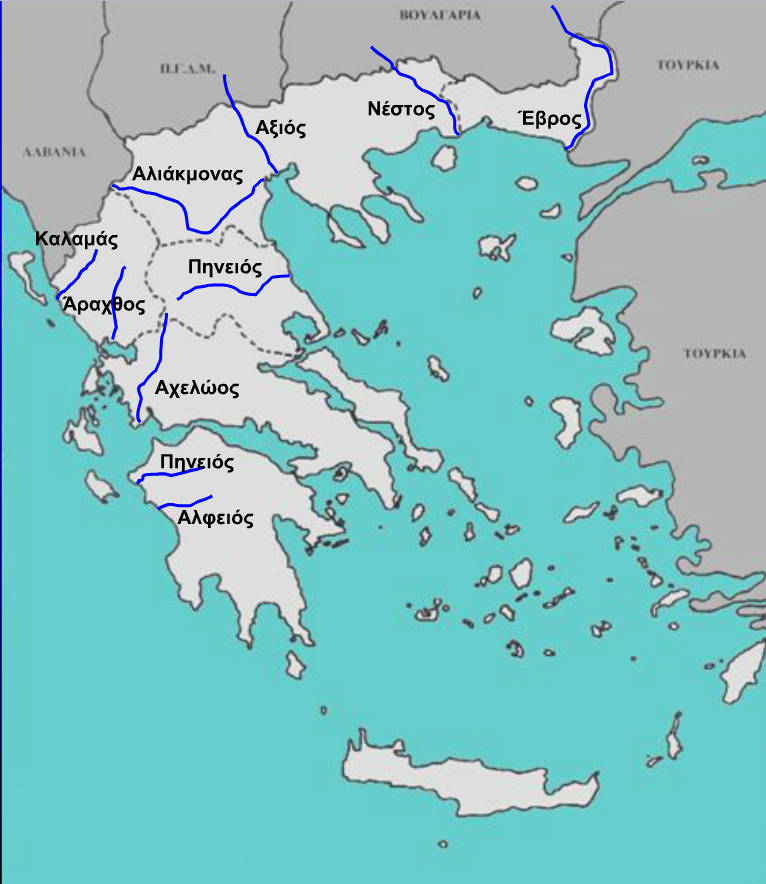 ΒΟΥΛΓΑΡΙΑ
Π.Γ.Δ.Μ.
ΤΟΥΡΚΙΑ
Νέστος
Έβρος
Αξιός
ΑΛΒΑΝΙΑ
Αλιάκμονας
Καλαμάς
Πηνειός
Άραχθος
ΤΟΥΡΚΙΑ
Αχελώος
Πηνειός
Αλφειός